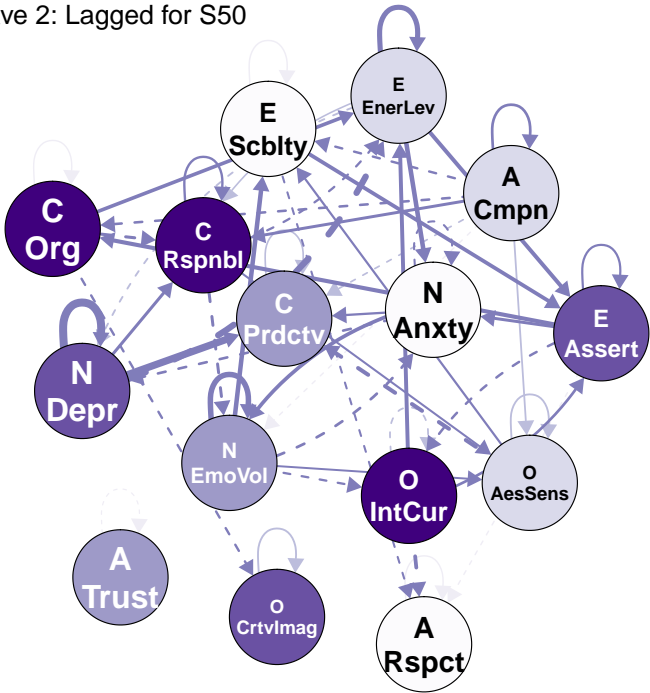 ve 2: Lagged for S50
E
EnerLev
E
Scblty
A
Cmpn
C
Org
C
Rspnbl
C
Prdctv
N
Anxty
E
Assert
N
Depr
N
EmoVol
O
IntCur
O
AesSens
A
Trust
O
CrtvImag
A
Rspct